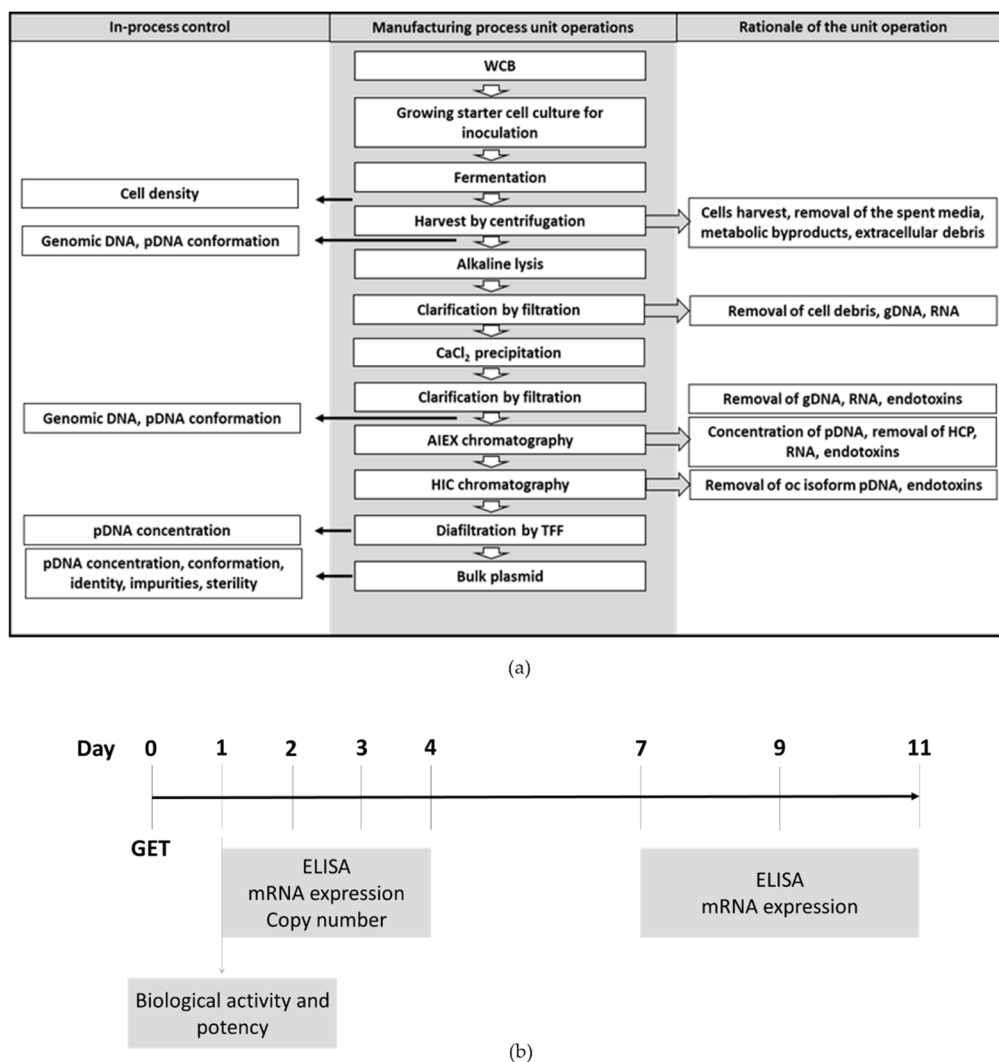 In-process control
Manufacturing process unit operations
Rationale of the unit operation
WCB
Growing starter cell culture for
inoculation
Fermentation
Cell density
Harvest by centrifugation
Cells harvest, removal of the spent media,
metabolic byproducts, extracellular debris
Genomic DNA, pDNA conformation
Alkaline lysis
Clarification by filtration
Removal of cell debris, gDNA, RNA
CaCl₂ precipitation
Clarification by filtration
Removal of gDNA, RNA, endotoxins
Genomic DNA, pDNA conformation
AIEX chromatography
Concentration of pDNA, removal of HCP,
RNA, endotoxins
HIC chromatography
Removal of oc isoform pDNA, endotoxins
pDNA concentration
Diafiltration by TFF
pDNA concentration, conformation,
identity, impurities, sterility
Bulk plasmid
(a)
Day 0 1 2 3 4 7 9 11
GET
ELISA
mRNA expression
Copy number
ELISA
mRNA expression
Biological activity and
potency
(b)